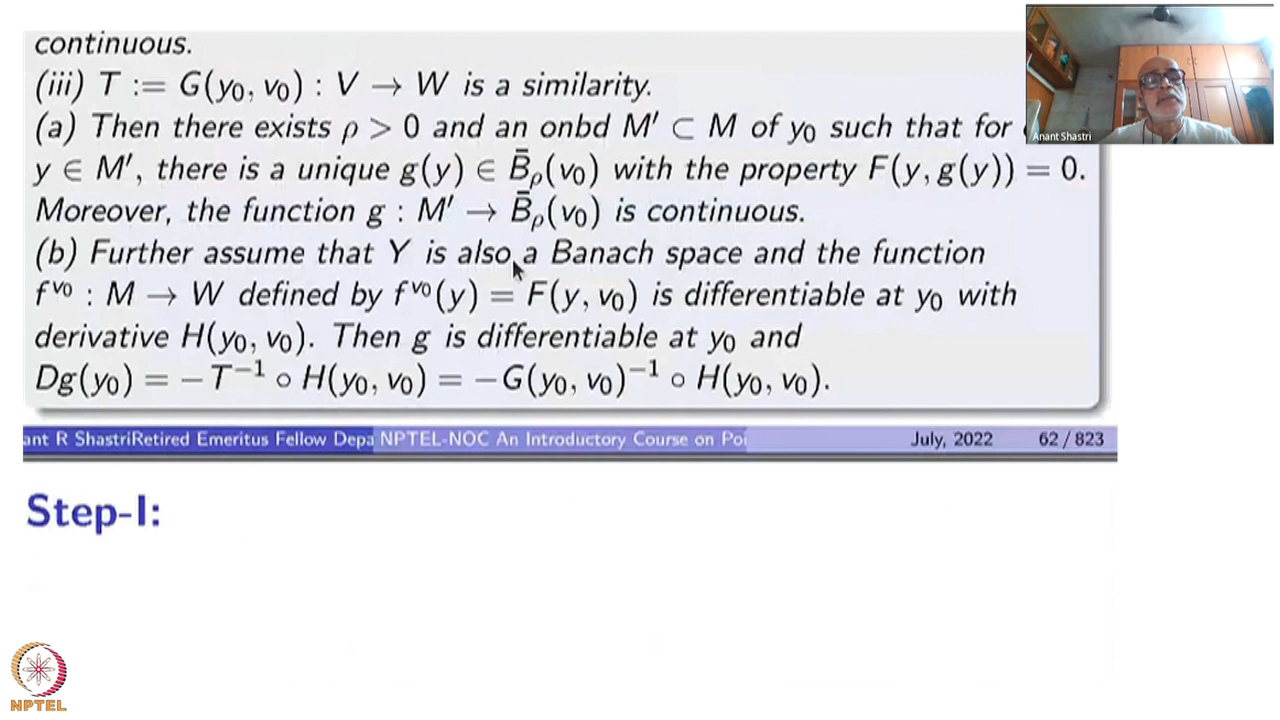 continuous.
(iii) T := G(y₀, v₀) : V → W is a similarity.
(a) Then there exists ρ > 0 and an onbd M′ ⊂ M of y₀ such that for
y ∈ M′, there is a unique g(y) ∈ B̄ρ(v₀) with the property F(y, g(y)) = 0.
Moreover, the function g : M′ → B̄ρ(v₀) is continuous.
(b) Further assume that Y is also a Banach space and the function
f^v₀ : M → W defined by f^v₀(y) = F(y, v₀) is differentiable at y₀ with
derivative H(y₀, v₀). Then g is differentiable at y₀ and
Dg(y₀) = −T⁻¹ ∘ H(y₀, v₀) = −G(y₀, v₀)⁻¹ ∘ H(y₀, v₀).
Anant Shastri
ant R ShastriRetired Emeritus Fellow Depa NPTEL-NOC An Introductory Course on Poi July, 2022 62 / 823
Step-I:
NPTEL